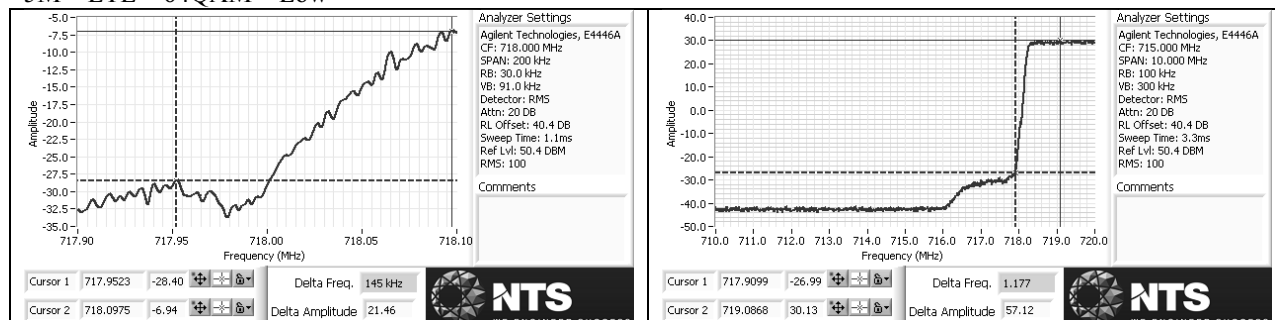 -5.0
-7.5
-10.0
-12.5
-15.0
-17.5
-20.0
-22.5
-25.0
-27.5
-30.0
-32.5
-35.0
Amplitude
717.90 717.95 718.00 718.05 718.10
Frequency (MHz)
Analyzer Settings
Agilent Technologies, E4446A
CF: 718.000 MHz
SPAN: 200 kHz
RB: 30.0 kHz
VB: 91.0 kHz
Detector: RMS
Attn: 20 DB
RL Offset: 40.4 DB
Sweep Time: 1.1ms
Ref Lvl: 50.4 DBM
RMS: 100
Comments
Cursor 1 717.9523 -28.40
Cursor 2 718.0975 -6.94
Delta Freq. 145 kHz
Delta Amplitude 21.46
NTS
40.0
30.0
20.0
10.0
0.0
-10.0
-20.0
-30.0
-40.0
-50.0
Amplitude
710.0 711.0 712.0 713.0 714.0 715.0 716.0 717.0 718.0 719.0 720.0
Frequency (MHz)
Analyzer Settings
Agilent Technologies, E4446A
CF: 715.000 MHz
SPAN: 10.000 MHz
RB: 100 kHz
VB: 300 kHz
Detector: RMS
Attn: 20 DB
RL Offset: 40.4 DB
Sweep Time: 3.3ms
Ref Lvl: 50.4 DBM
RMS: 100
Comments
Cursor 1 717.9099 -26.99
Cursor 2 719.0868 30.13
Delta Freq. 1.177
Delta Amplitude 57.12
NTS